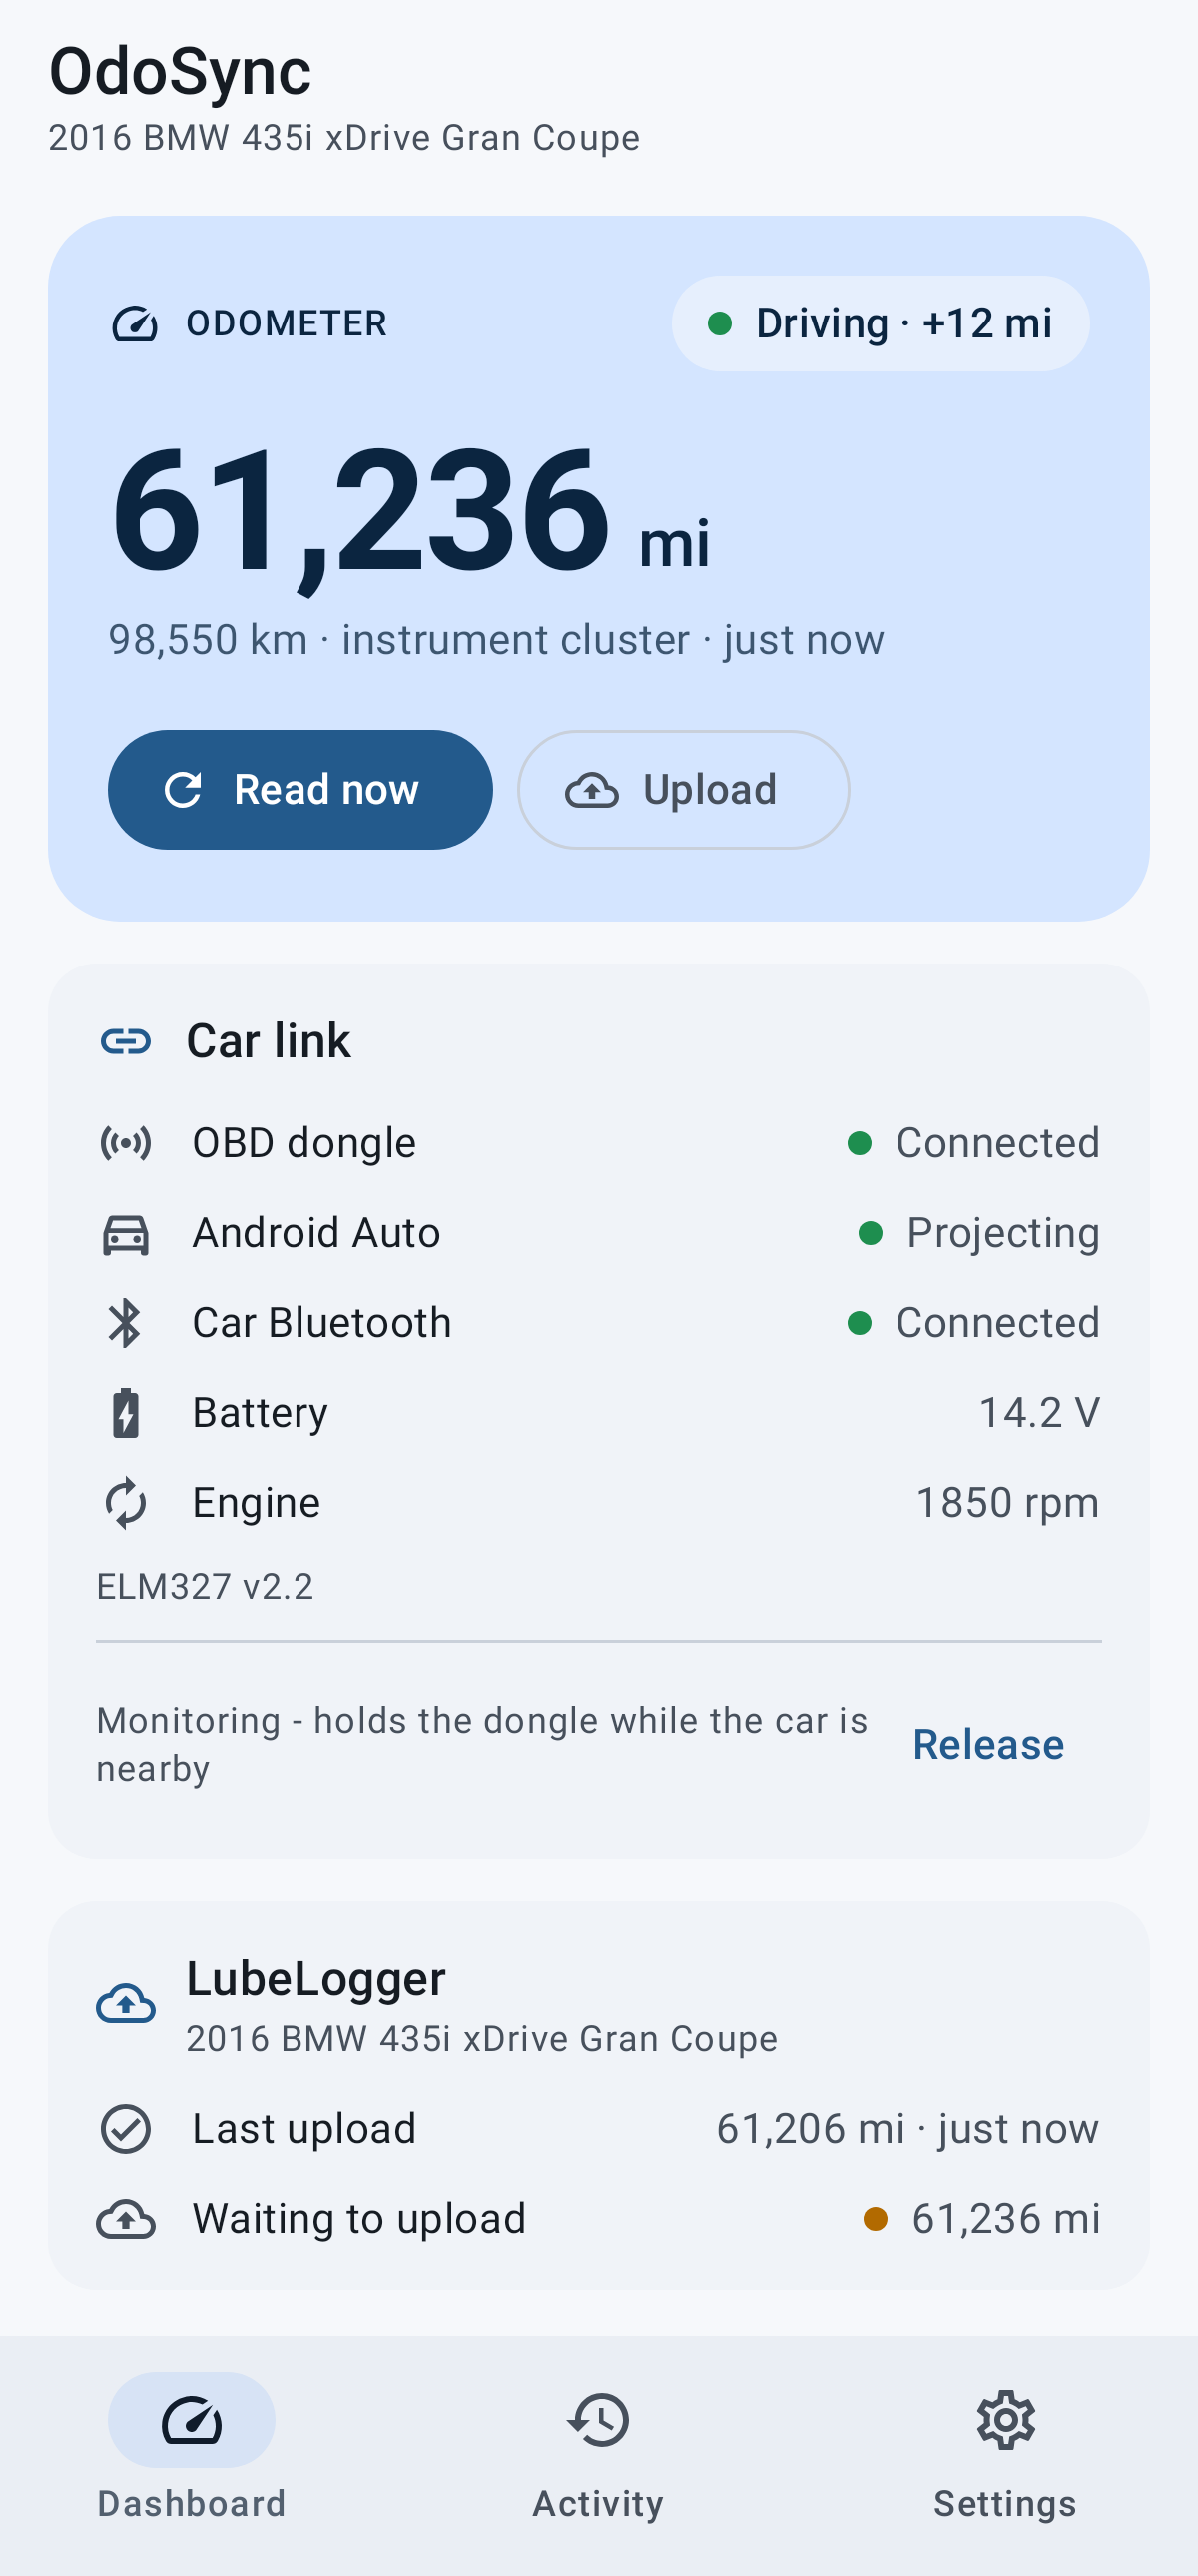 OdoSync
2016 BMW 435i xDrive Gran Coupe
ODOMETER
Driving · +12 mi
61,236 mi
98,550 km · instrument cluster · just now
Read now
Upload
Car link
OBD dongle
Connected
Android Auto
Projecting
Car Bluetooth
Connected
Battery
14.2 V
Engine
1850 rpm
ELM327 v2.2
Monitoring - holds the dongle while the car is
nearby
Release
LubeLogger
2016 BMW 435i xDrive Gran Coupe
Last upload
61,206 mi · just now
Waiting to upload
61,236 mi
Dashboard
Activity
Settings